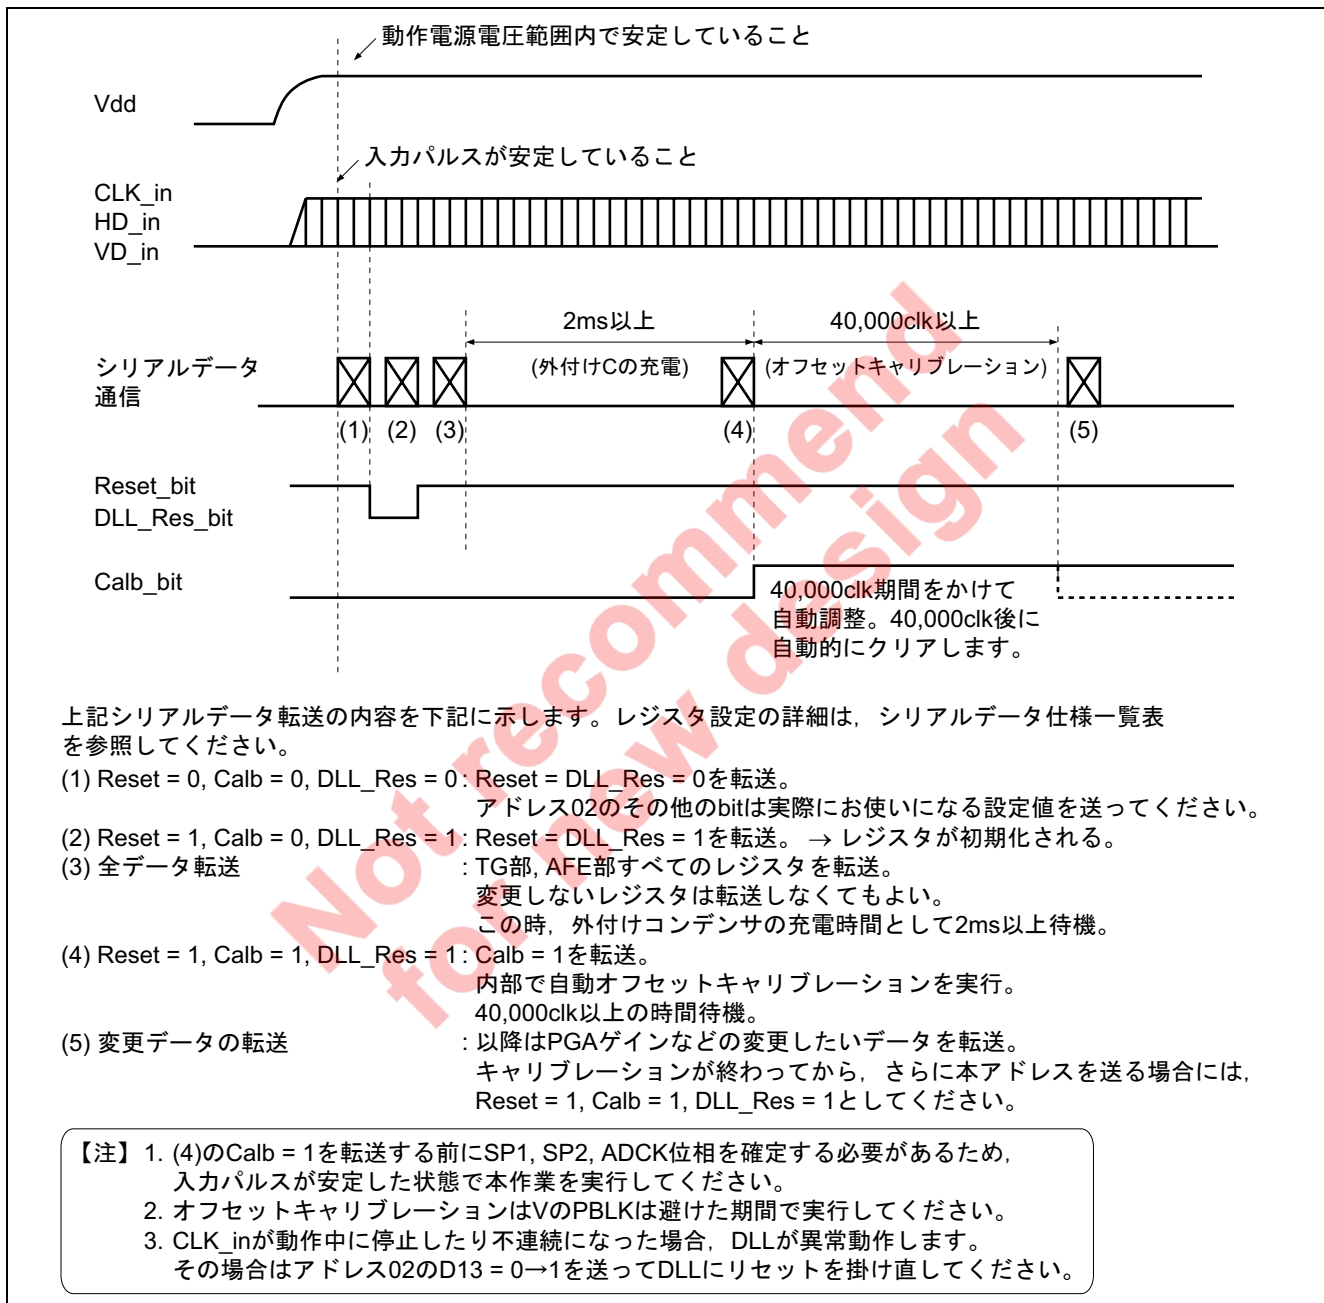 動作電源電圧範囲内で安定していること
Vdd
入力パルスが安定していること
CLK_in
HD_in
VD_in
2ms以上
40,000clk以上
シリアルデータ
通信
(外付けCの充電)
(オフセットキャリブレーション)
(1) (2) (3) (4) (5)
Reset_bit
DLL_Res_bit
Calb_bit
40,000clk期間をかけて
自動調整。40,000clk後に
自動的にクリアします。
上記シリアルデータ転送の内容を下記に示します。レジスタ設定の詳細は，シリアルデータ仕様一覧表
を参照してください。
(1) Reset = 0, Calb = 0, DLL_Res = 0 : Reset = DLL_Res = 0を転送。
アドレス02のその他のbitは実際にお使いになる設定値を送ってください。
(2) Reset = 1, Calb = 0, DLL_Res = 1 : Reset = DLL_Res = 1を転送。 → レジスタが初期化される。
(3) 全データ転送 : TG部, AFE部すべてのレジスタを転送。
変更しないレジスタは転送しなくてもよい。
この時，外付けコンデンサの充電時間として2ms以上待機。
(4) Reset = 1, Calb = 1, DLL_Res = 1 : Calb = 1を転送。
内部で自動オフセットキャリブレーションを実行。
40,000clk以上の時間待機。
(5) 変更データの転送 : 以降はPGAゲインなどの変更したいデータを転送。
キャリブレーションが終わってから，さらに本アドレスを送る場合には，
Reset = 1, Calb = 1, DLL_Res = 1としてください。
【注】 1. (4)のCalb = 1を転送する前にSP1, SP2, ADCK位相を確定する必要があるため，
入力パルスが安定した状態で本作業を実行してください。
2. オフセットキャリブレーションはVのPBLKは避けた期間で実行してください。
3. CLK_inが動作中に停止したり不連続になった場合，DLLが異常動作します。
その場合はアドレス02のD13 = 0→1を送ってDLLにリセットを掛け直してください。
Not recommend
for new design